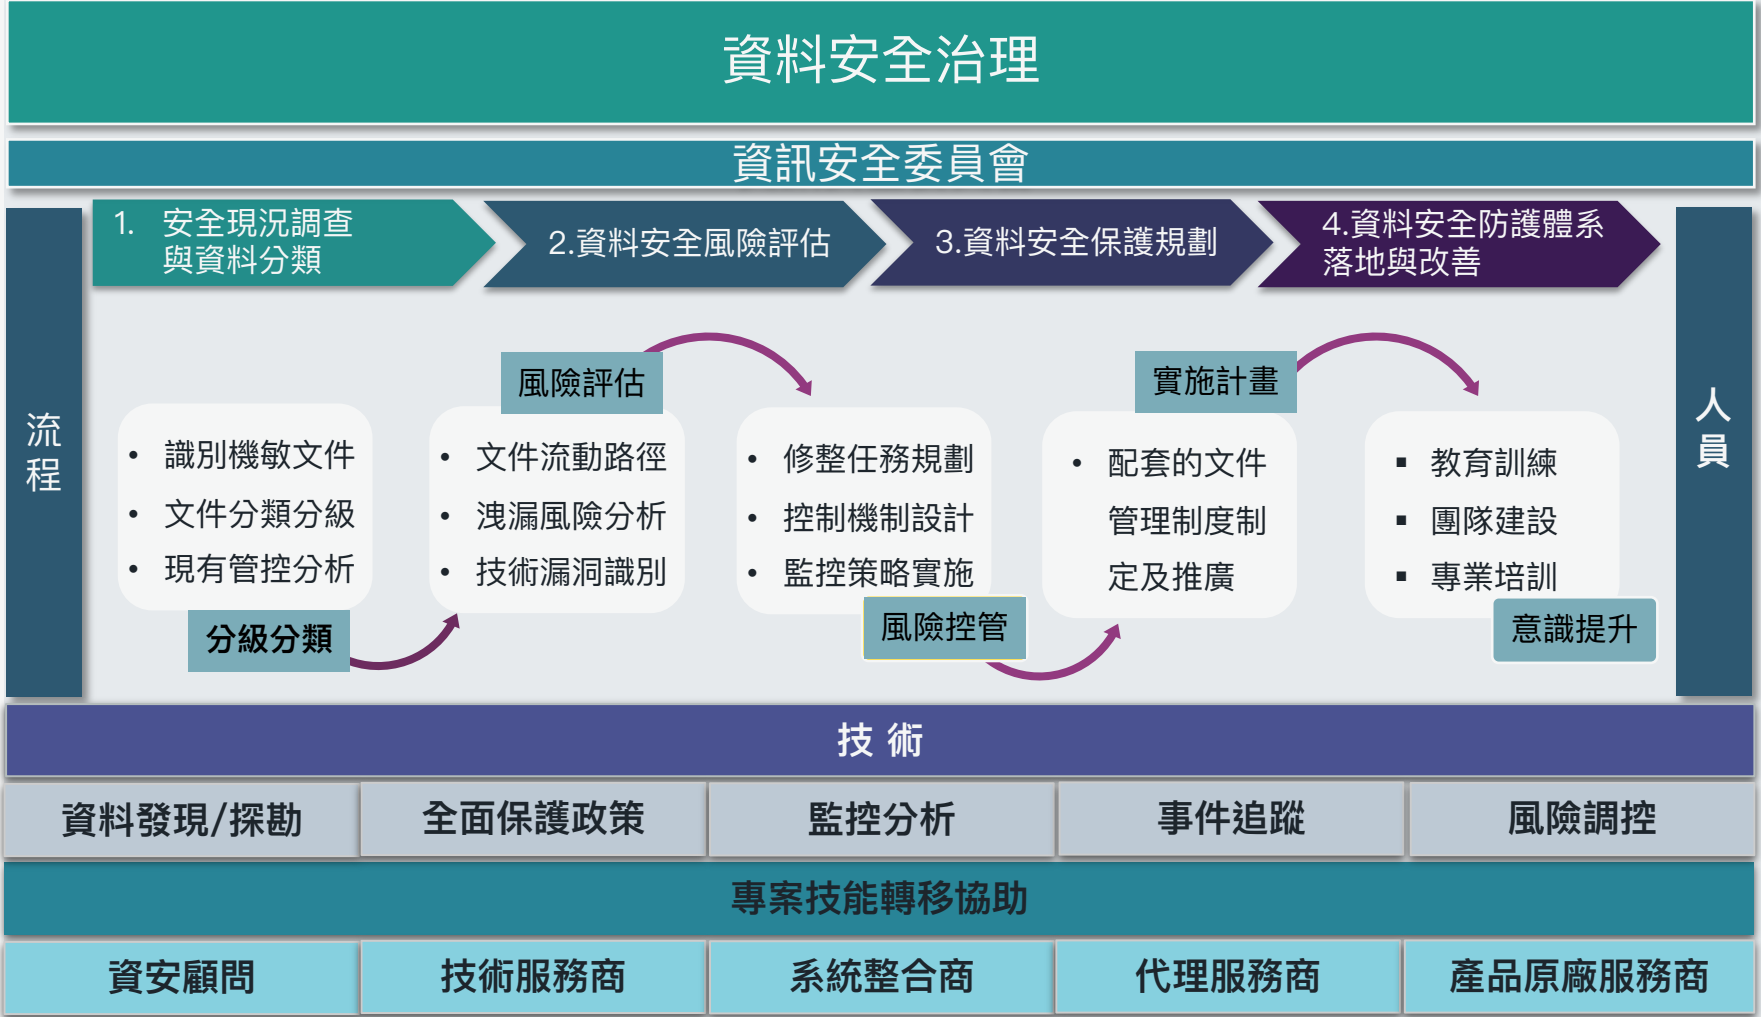 資料安全治理
資訊安全委員會
1. 安全現況調查
與資料分類
2.資料安全風險評估
3.資料安全保護規劃
4.資料安全防護體系
落地與改善
流
程
人
員
• 識別機敏文件
• 文件分類分級
• 現有管控分析
分級分類
風險評估
• 文件流動路徑
• 洩漏風險分析
• 技術漏洞識別
• 修整任務規劃
• 控制機制設計
• 監控策略實施
風險控管
實施計畫
• 配套的文件
管理制度制
定及推廣
▪ 教育訓練
▪ 團隊建設
▪ 專業培訓
意識提升
技 術
資料發現/探勘
全面保護政策
監控分析
事件追蹤
風險調控
專案技能轉移協助
資安顧問
技術服務商
系統整合商
代理服務商
產品原廠服務商